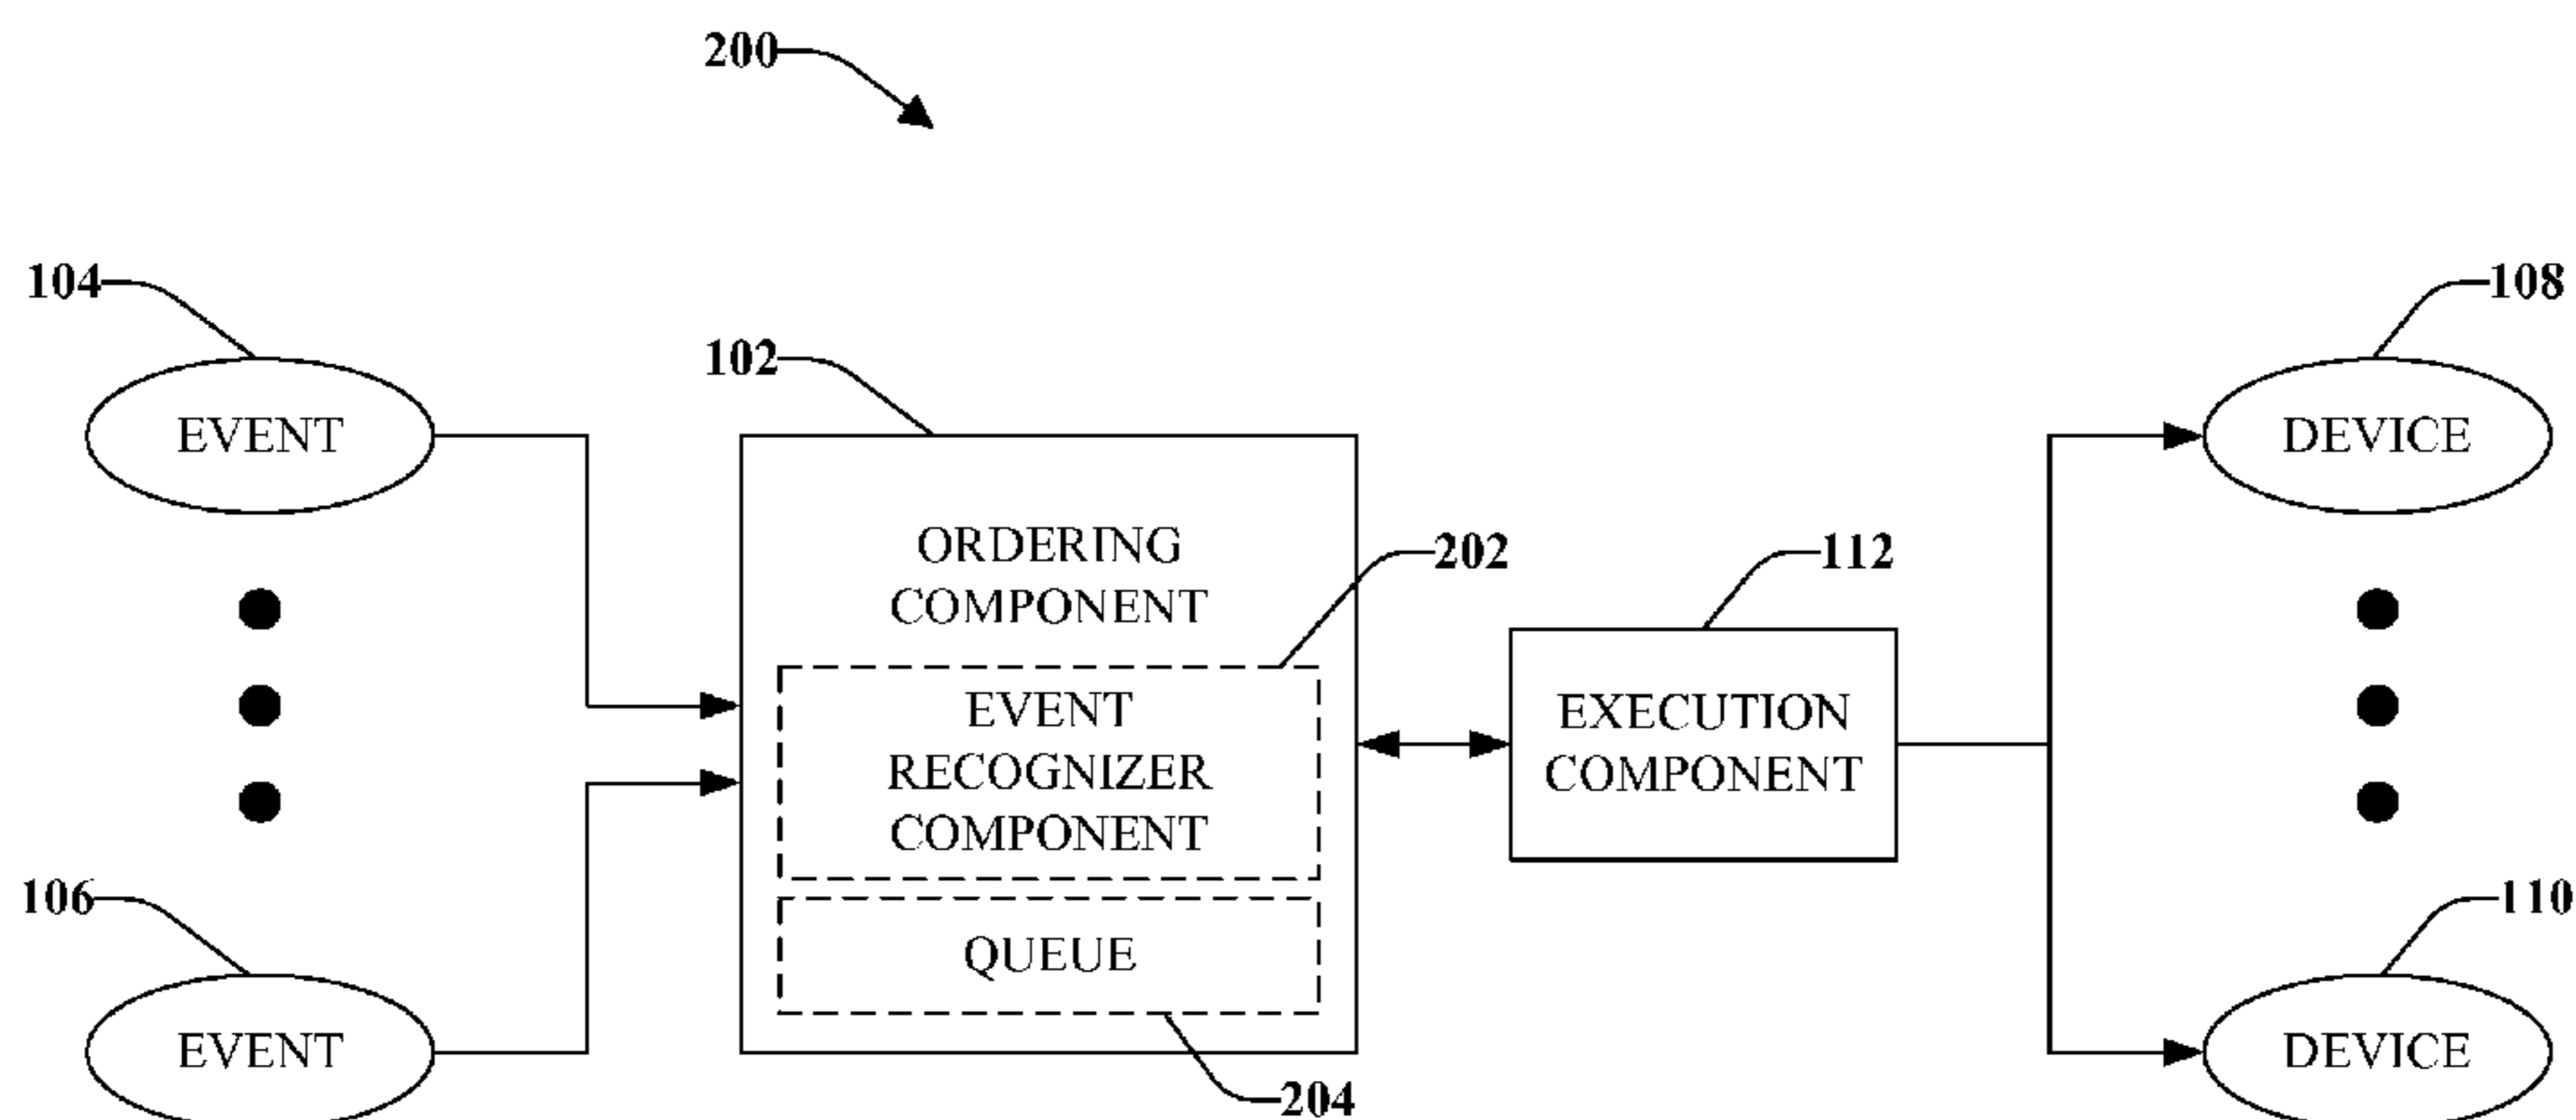 200
104
108
102
EVENT
DEVICE
ORDERING
COMPONENT
202
112
EVENT
RECOGNIZER
COMPONENT
EXECUTION
COMPONENT
106
110
QUEUE
EVENT
DEVICE
204